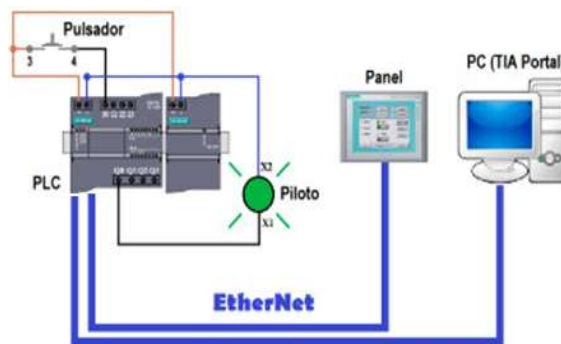 Pulsador
3 4
Panel
PC (TIA Portal
PLC
X2
Piloto
X1
EtherNet